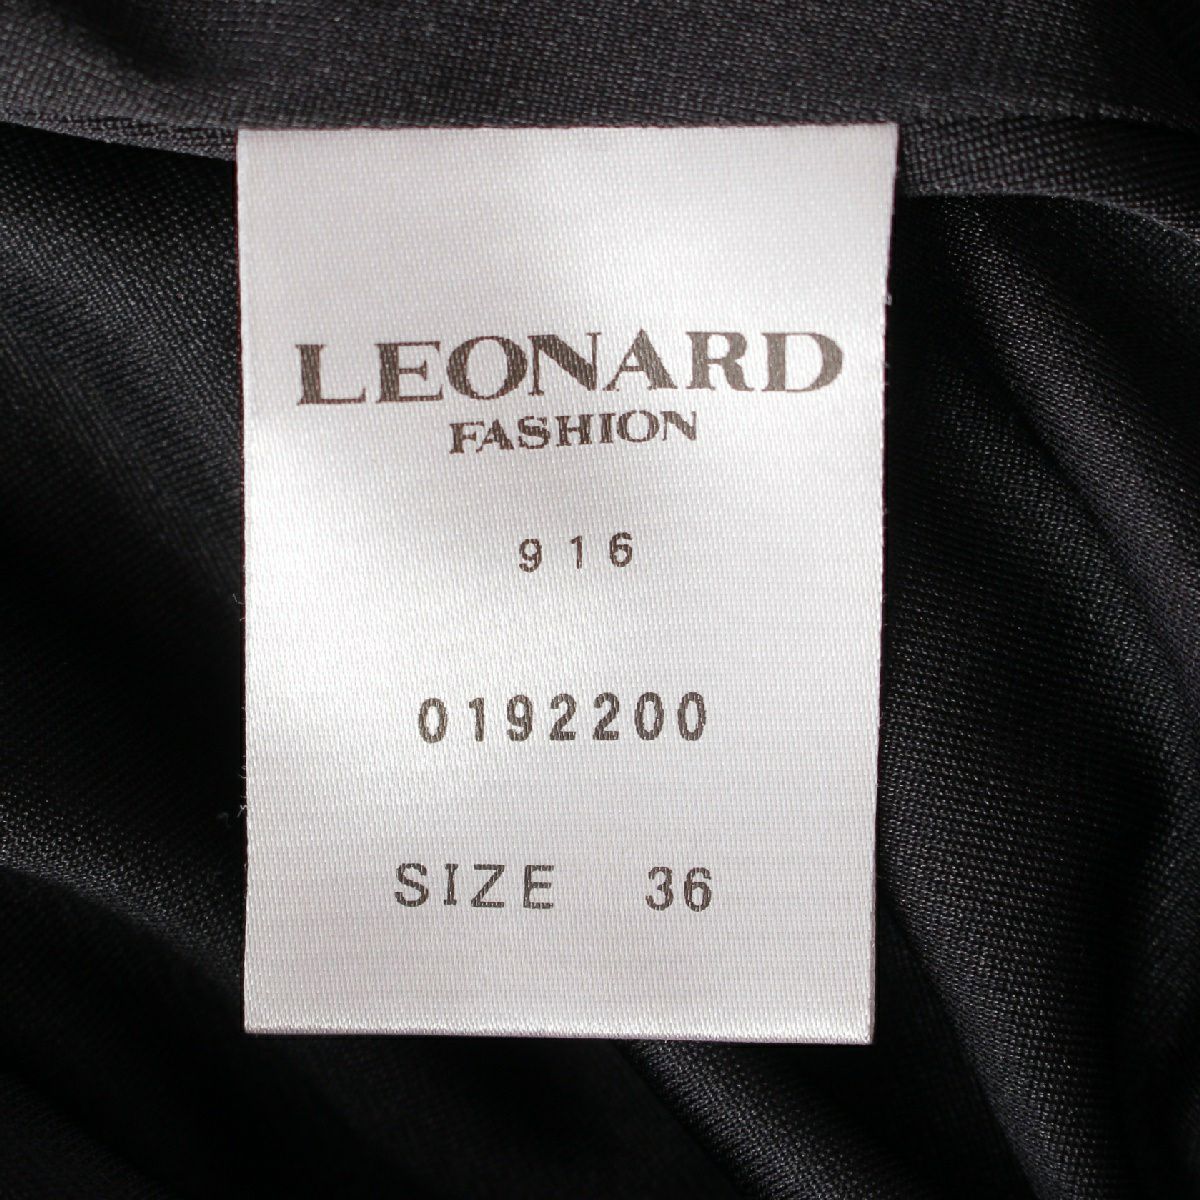 LEONARD
FASHION
916
0192200
SIZE 36